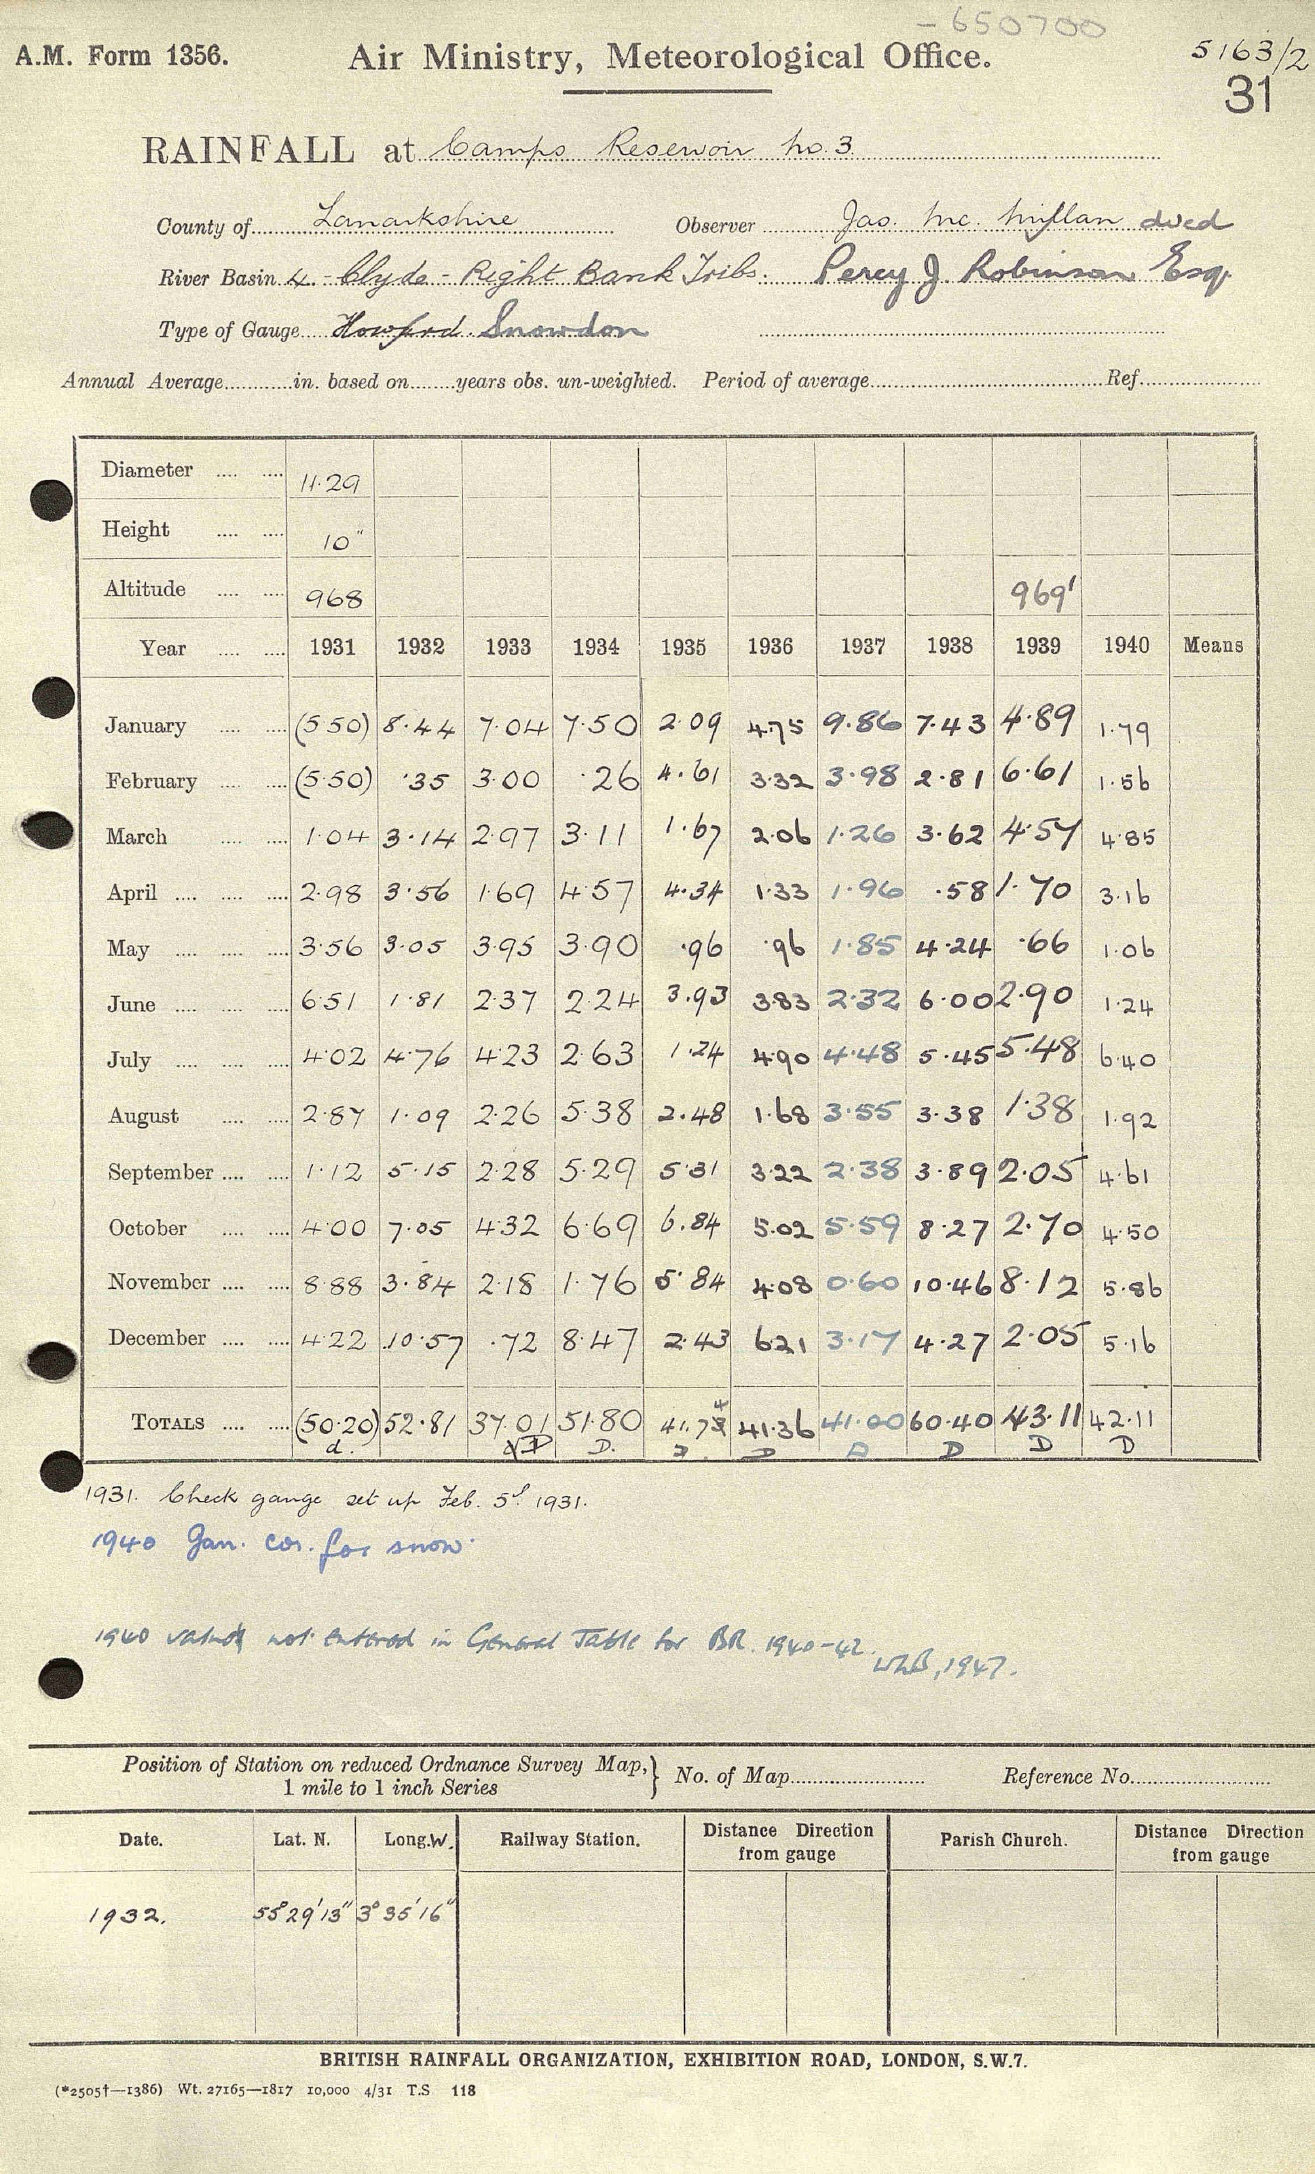 - 650700
A.M. Form 1356. Air Ministry, Meteorological Office. 5163/2
31
RAINFALL at Camps Reservoir No. 3
County of Lanarkshire Observer Jas. Mc. Millan dec'd
River Basin 4. - Clyde - Right Bank Tribs. Percy J. Robinson Esq.
Type of Gauge Howard Snowdon
Annual Average in. based on years obs. un-weighted. Period of average Ref.
Diameter 11.29
Height 10"
Altitude 968 969'
Year 1931 1932 1933 1934 1935 1936 1937 1938 1939 1940 Means
January (5.50) 8.44 7.04 7.50 2.09 4.75 9.86 7.43 4.89 1.79
February (5.50) .35 3.00 .26 4.61 3.32 3.98 2.81 6.61 1.56
March 1.04 3.14 2.97 3.11 1.67 2.06 1.26 3.62 4.57 4.85
April 2.98 3.56 1.69 4.57 4.34 1.33 1.96 .58 1.70 3.16
May 3.56 3.05 3.95 3.90 .96 .96 1.85 4.24 .66 1.06
June 6.51 1.81 2.37 2.24 3.93 3.83 2.32 6.00 2.90 1.24
July 4.02 4.76 4.23 2.63 1.24 4.90 4.48 5.45 5.48 6.40
August 2.87 1.09 2.26 5.38 2.48 1.68 3.55 3.38 1.38 1.92
September 1.12 5.15 2.28 5.29 5.31 3.22 2.38 3.89 2.05 4.61
October 4.00 7.05 4.32 6.69 6.84 5.02 5.59 8.27 2.70 4.50
November 8.88 3.84 2.18 1.76 5.84 4.08 0.60 10.46 8.12 5.86
December 4.22 10.57 .72 8.47 2.43 6.21 3.17 4.27 2.05 5.16
TOTALS (50.20) 52.81 37.01 51.80 41.74 41.36 41.00 60.40 43.11 42.11
d. D D. D. D D D D D
1931. Check gauge set up Feb. 5th 1931.
1940 Jan. cor. for snow.
1940 values not entered in General Table for BR. 1940-42.
WhB, 1947.
Position of Station on reduced Ordnance Survey Map, 1 mile to 1 inch Series No. of Map Reference No.
Date. Lat. N. Long. W. Railway Station. Distance Direction from gauge Parish Church. Distance Direction from gauge
1932. 55° 29' 13" 3° 35' 16"
BRITISH RAINFALL ORGANIZATION, EXHIBITION ROAD, LONDON, S.W.7.
(*2505†—1386) Wt. 27165—1817 10,000 4/31 T.S 118